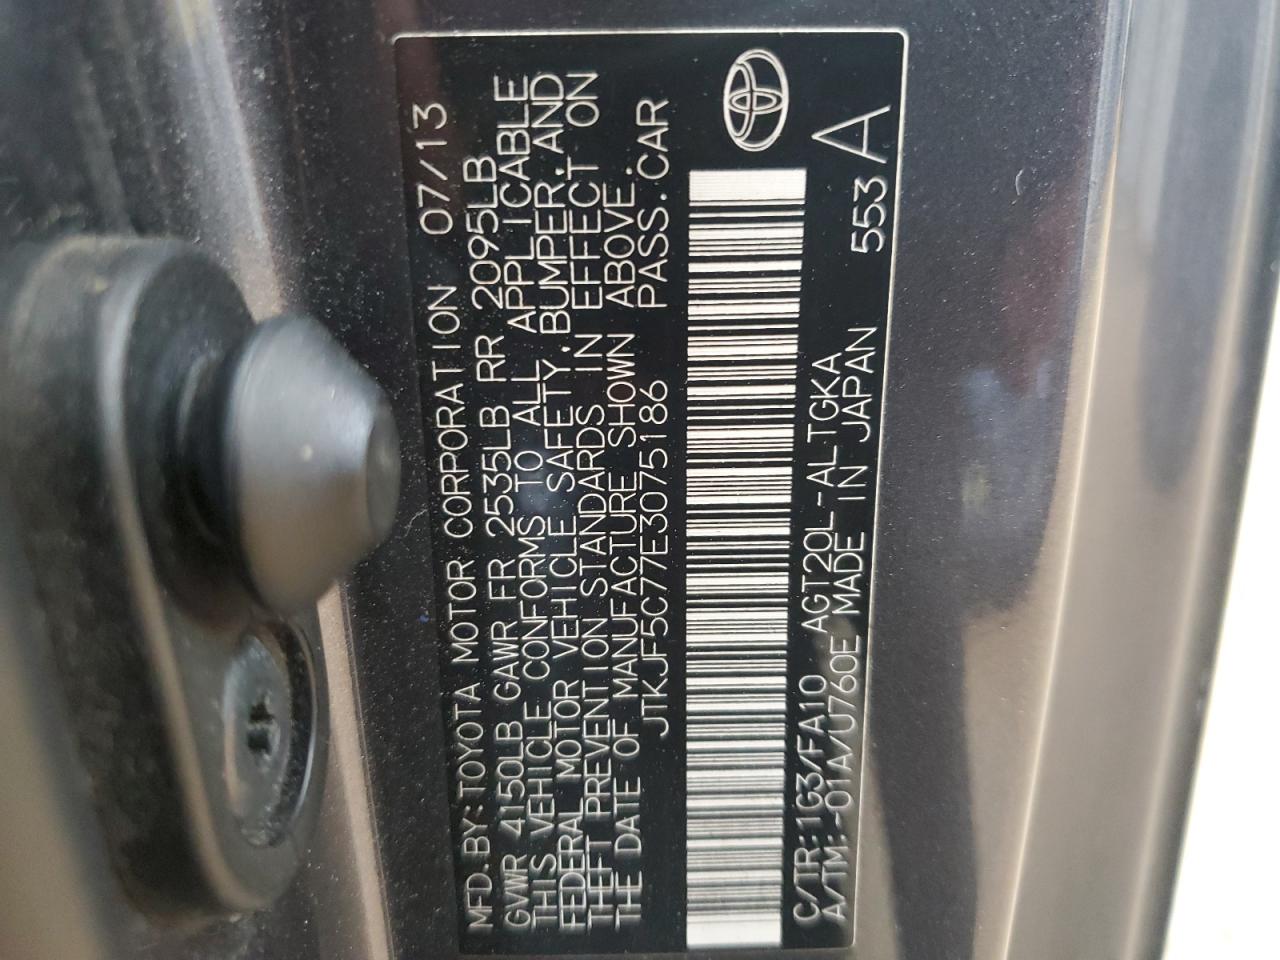 MFD.BY:TOYOTA MOTOR CORPORATION 07/13
GVWR 4150LB GAWR FR 2535LB RR 2095LB
THIS VEHICLE CONFORMS TO ALL APPLICABLE
FEDERAL MOTOR VEHICLE SAFETY,BUMPER,AND
THEFT PREVENTION STANDARDS IN EFFECT ON
THE DATE OF MANUFACTURE SHOWN ABOVE.
JTKJF5C77E3075186 PASS.CAR
C/TR:1G3/FA10 AGT20L-ALTGKA
A/TM:-01A/U760E MADE IN JAPAN 553 A